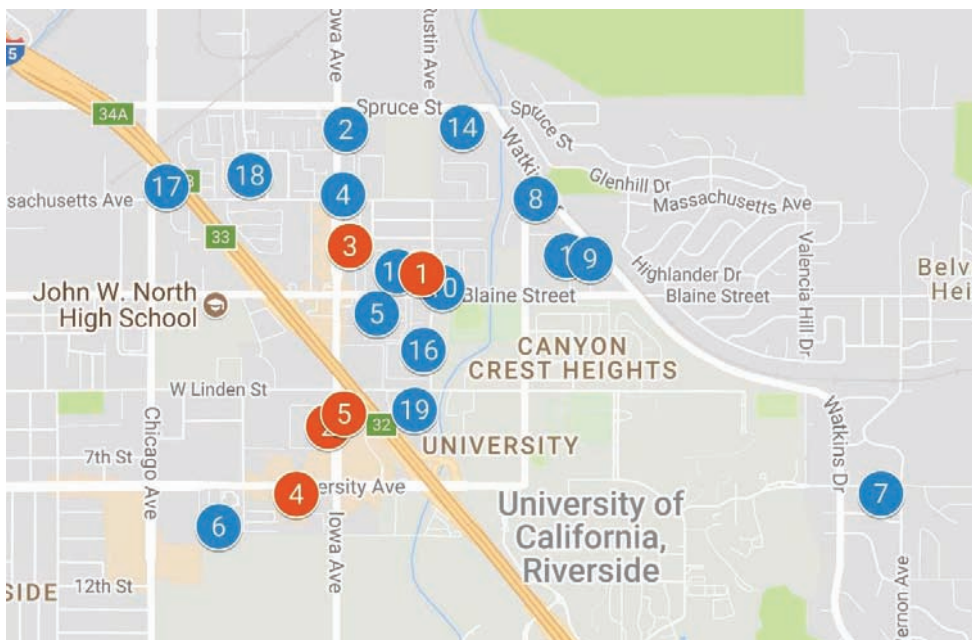 5
Iowa Ave
Rustin Ave
34A
Spruce St
Spruce St
2
14
Watkins
17
18
4
8
Glenhill Dr
sachusetts Ave
Massachusetts Ave
33
3
1
9
Highlander Dr
Valencia Hill Dr
Blaine Street
Blaine Street
John W. North
High School
5
16
CANYON
CREST HEIGHTS
W Linden St
5
32
19
UNIVERSITY
Chicago Ave
7th St
Watkins Dr
4
ersity Ave
7
6
University of
California,
Riverside
Iowa Ave
12th St
SIDE
ernon Ave